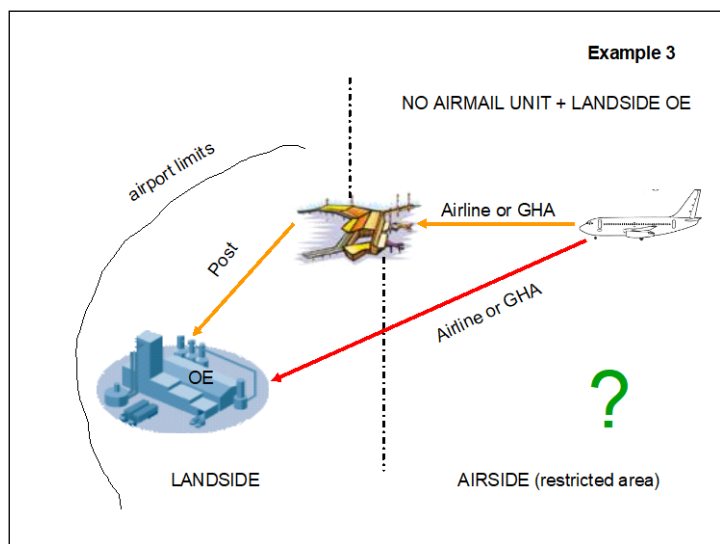 Example 3
NO AIRMAIL UNIT + LANDSIDE OE
airport limits
Airline or GHA
Post
Airline or GHA
OE
?
LANDSIDE
AIRSIDE (restricted area)